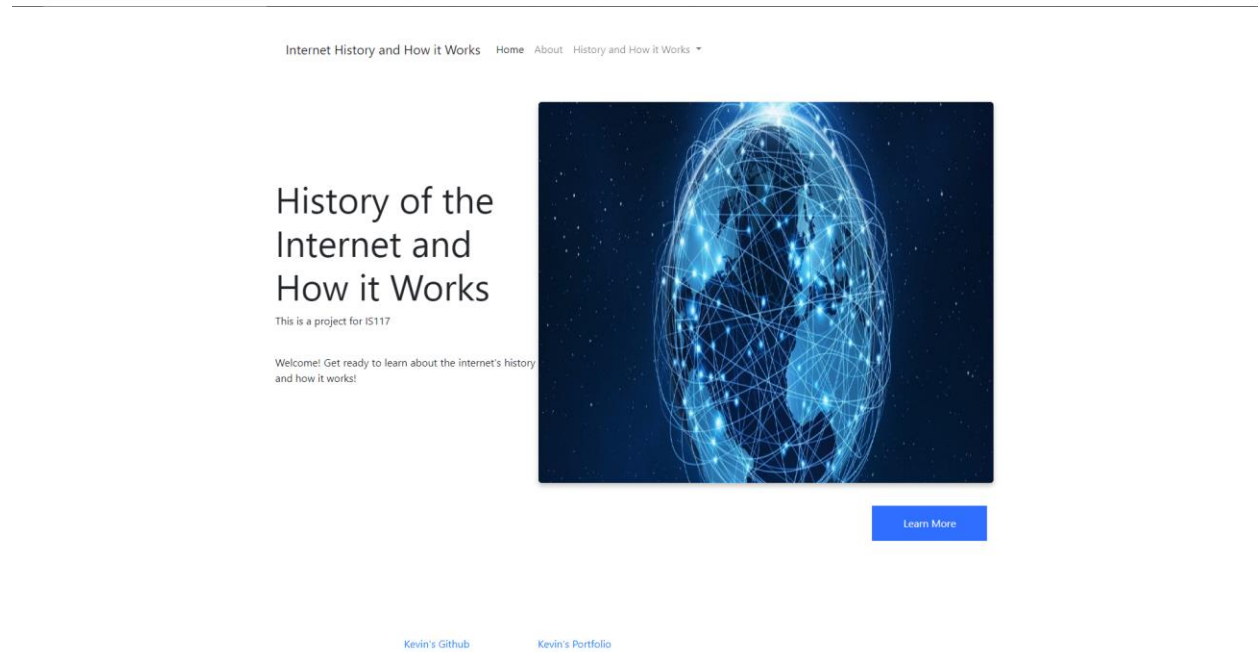 Internet History and How it Works Home About History and How it Works
History of the
Internet and
How it Works
This is a project for IS117
Welcome! Get ready to learn about the internet's history
and how it works!
Learn More
Kevin's Github Kevin's Portfolio